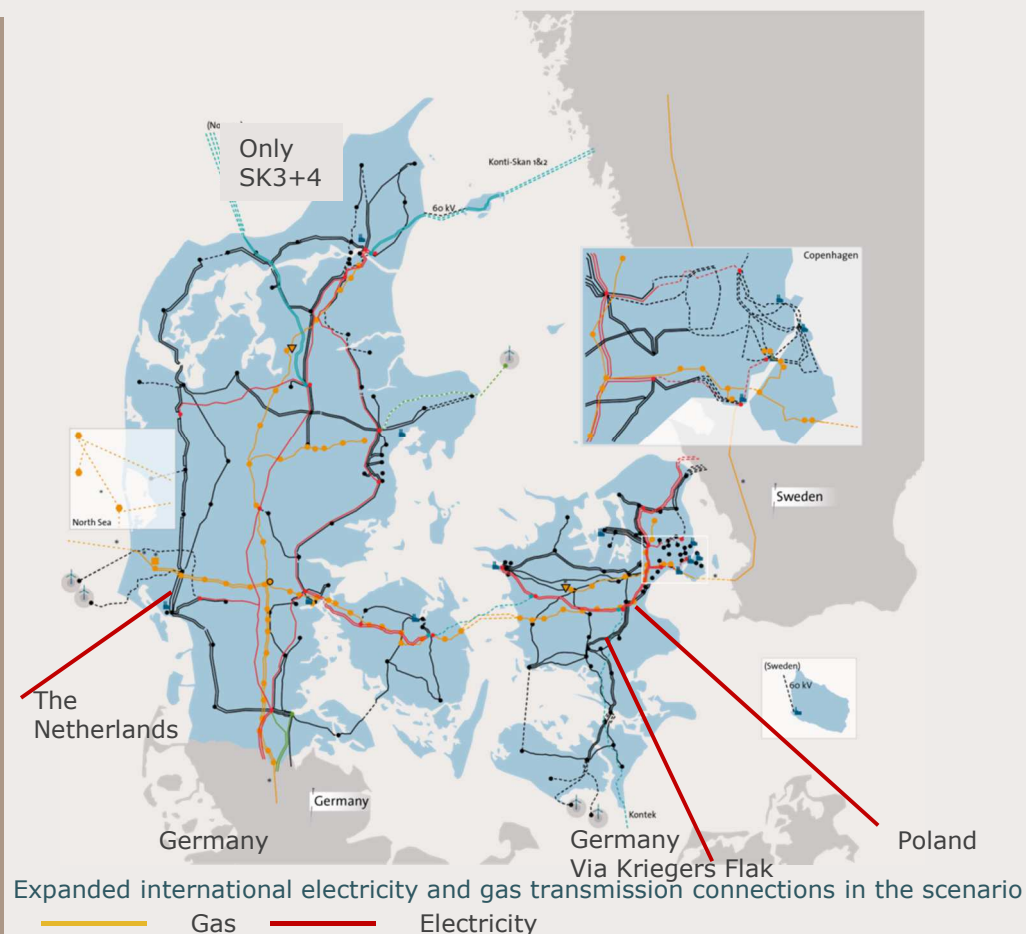 Only
SK3+4
Konti-Skan 1&2
60 kV
Copenhagen
North Sea
Sweden
(Sweden)
60 kV
The
Netherlands
Germany
Kontek
Germany
Germany
Via Kriegers Flak
Poland
Expanded international electricity and gas transmission connections in the scenario
Gas
Electricity